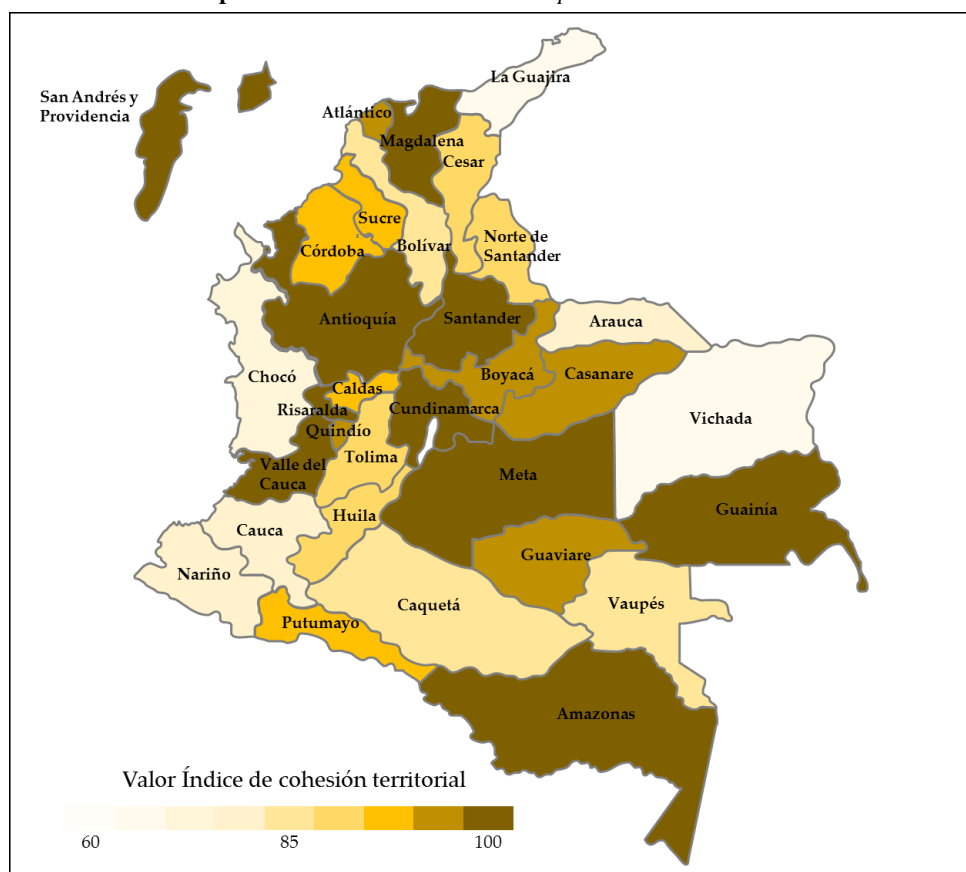 La Guajira
San Andrés y
Providencia
Atlántico
Magdalena
Cesar
Sucre
Córdoba
Bolívar
Norte de
Santander
Antioquía
Santander
Arauca
Chocó
Caldas
Boyacá
Casanare
Risaralda
Cundinamarca
Quindío
Vichada
Tolima
Valle del
Cauca
Meta
Guainía
Huila
Cauca
Guaviare
Nariño
Caquetá
Vaupés
Putumayo
Amazonas
Valor Índice de cohesión territorial
60 85 100